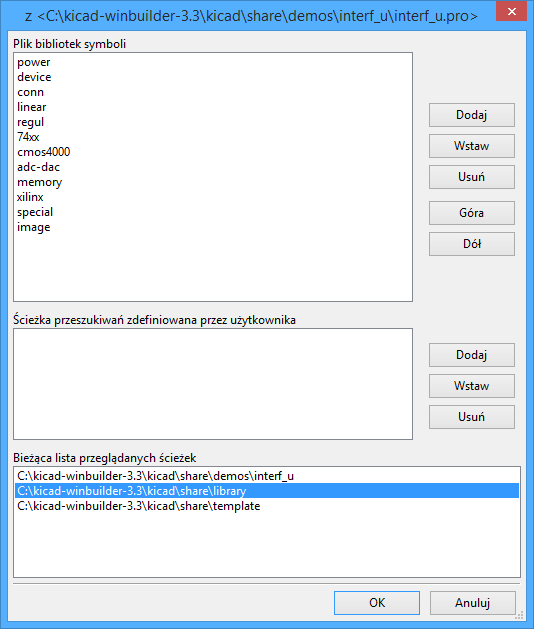 z <C:\kicad-winbuilder-3.3\kicad\share\demos\interf_u\interf_u.pro>
Plik bibliotek symboli
power
device
conn
linear
regul
74xx
cmos4000
adc-dac
memory
xilinx
special
image
Dodaj
Wstaw
Usuń
Góra
Dół
Ścieżka przeszukiwań zdefiniowana przez użytkownika
Dodaj
Wstaw
Usuń
Bieżąca lista przeglądanych ścieżek
C:\kicad-winbuilder-3.3\kicad\share\demos\interf_u
C:\kicad-winbuilder-3.3\kicad\share\library
C:\kicad-winbuilder-3.3\kicad\share\template
OK
Anuluj